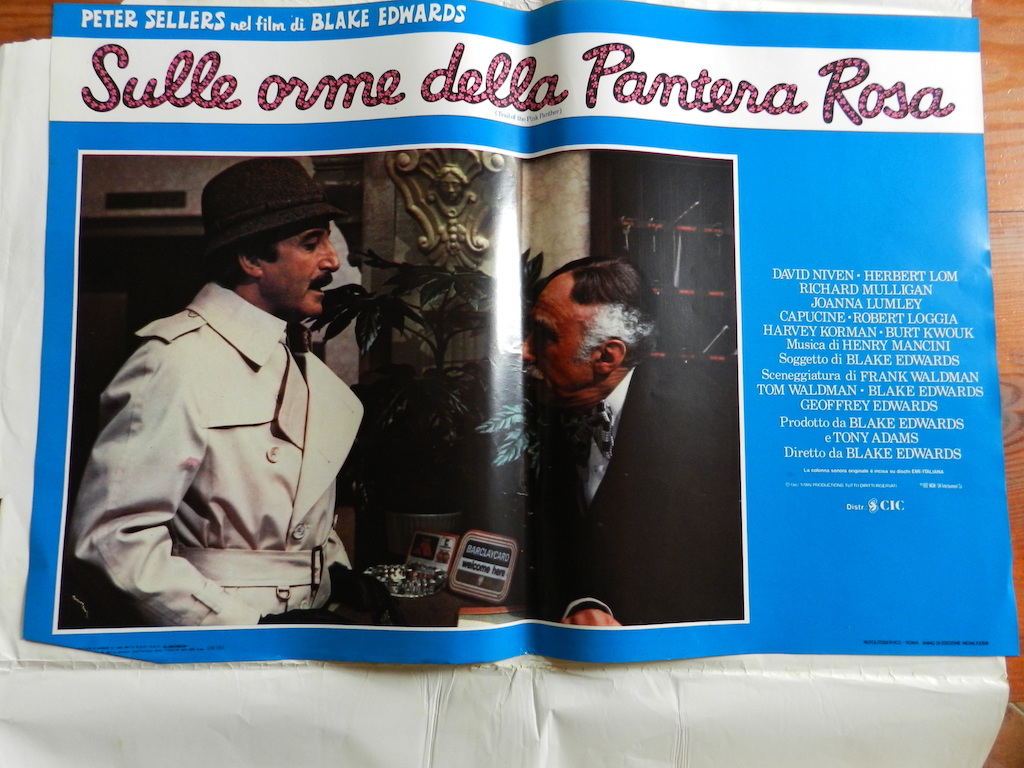 PETER SELLERS nel film di BLAKE EDWARDS
Sulle orme della Pantera Rosa
(Trail of the Pink Panther)
DAVID NIVEN · HERBERT LOM
RICHARD MULLIGAN
JOANNA LUMLEY
CAPUCINE · ROBERT LOGGIA
HARVEY KORMAN · BURT KWOUK
Musica di HENRY MANCINI
Soggetto di BLAKE EDWARDS
Sceneggiatura di FRANK WALDMAN
TOM WALDMAN · BLAKE EDWARDS
GEOFFREY EDWARDS
Prodotto da BLAKE EDWARDS
e TONY ADAMS
Diretto da BLAKE EDWARDS
La colonna sonora originale è incisa su dischi EMI-ITALIANA
Distr.: CIC
BARCLAYCARD
welcome here